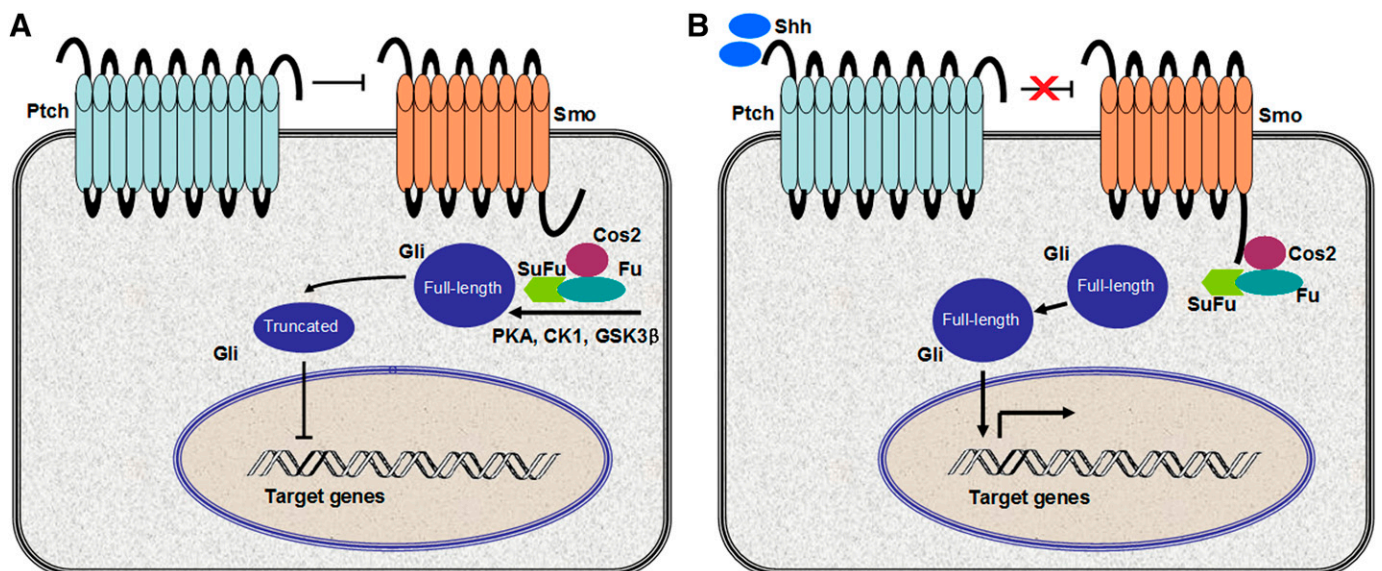 A
Ptch
Smo
Cos2
Gli
SuFu
Fu
Full-length
PKA, CK1, GSK3β
Truncated
Gli
Target genes
B
Shh
Ptch
Smo
Gli
Cos2
Full-length
SuFu
Fu
Full-length
Gli
Target genes